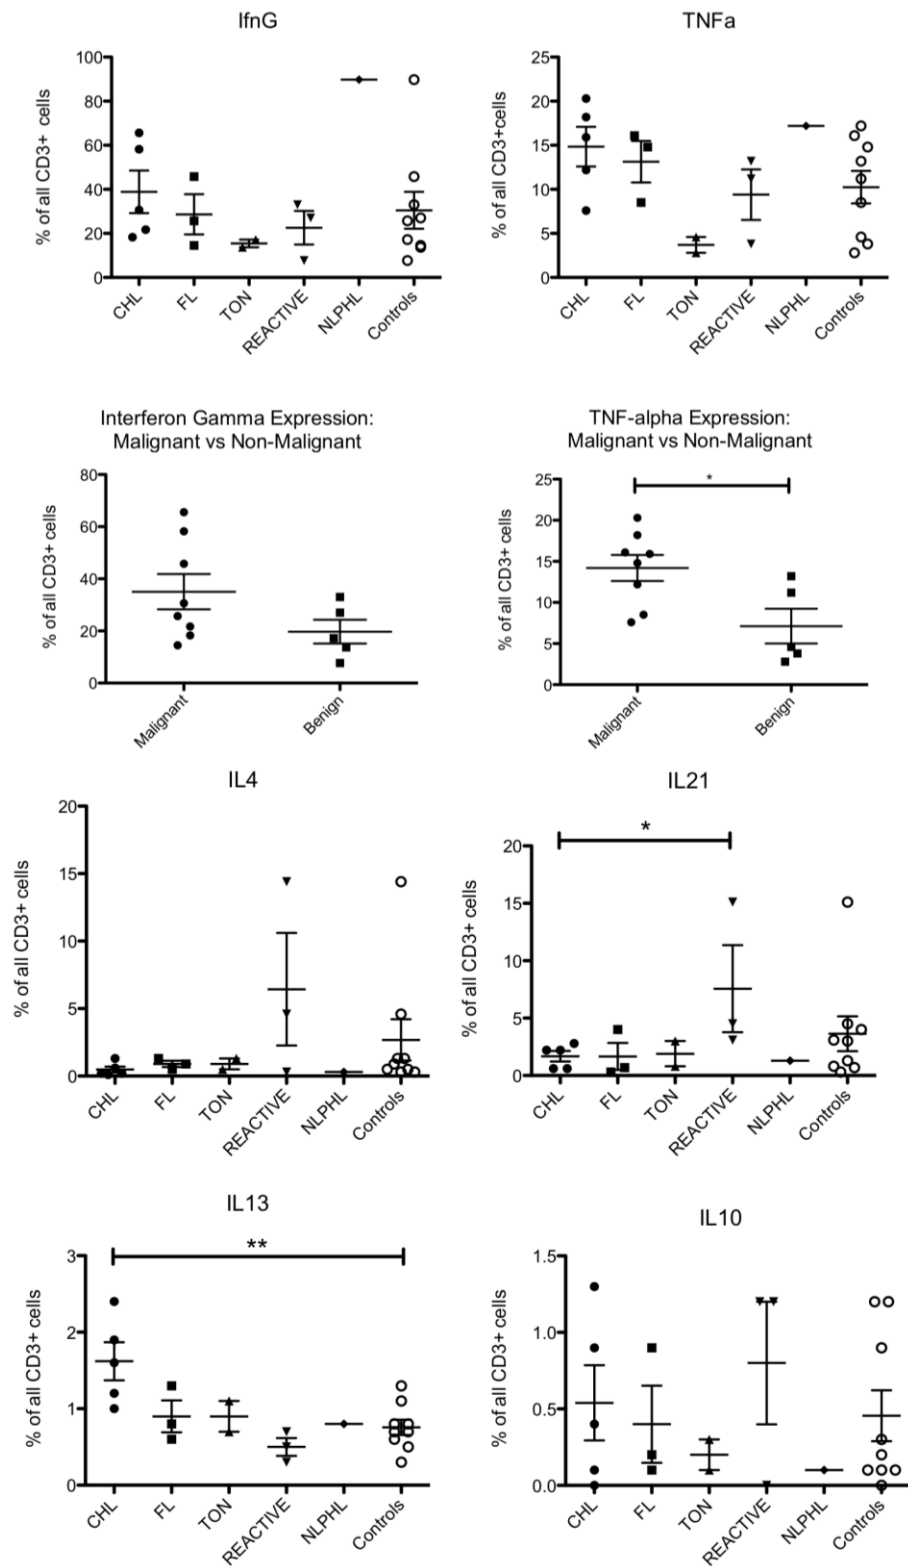 IfnG
% of all CD3+ cells
100
80
60
40
20
0
CHL
FL
TON
REACTIVE
NLPHL
Controls
TNFa
% of all CD3+cells
25
20
15
10
5
0
CHL
FL
TON
REACTIVE
NLPHL
Controls
Interferon Gamma Expression:
Malignant vs Non-Malignant
% of all CD3+ cells
80
60
40
20
0
Malignant
Benign
TNF-alpha Expression:
Malignant vs Non-Malignant
*
% of all CD3+ cells
25
20
15
10
5
0
Malignant
Benign
IL4
% of all CD3+ cells
20
15
10
5
0
CHL
FL
TON
REACTIVE
NLPHL
Controls
IL21
*
% of all CD3+ cells
20
15
10
5
0
CHL
FL
TON
REACTIVE
NLPHL
Controls
IL13
**
% of all CD3+ cells
3
2
1
0
CHL
FL
TON
REACTIVE
NLPHL
Controls
IL10
% of all CD3+ cells
1.5
1.0
0.5
0.0
CHL
FL
TON
REACTIVE
NLPHL
Controls